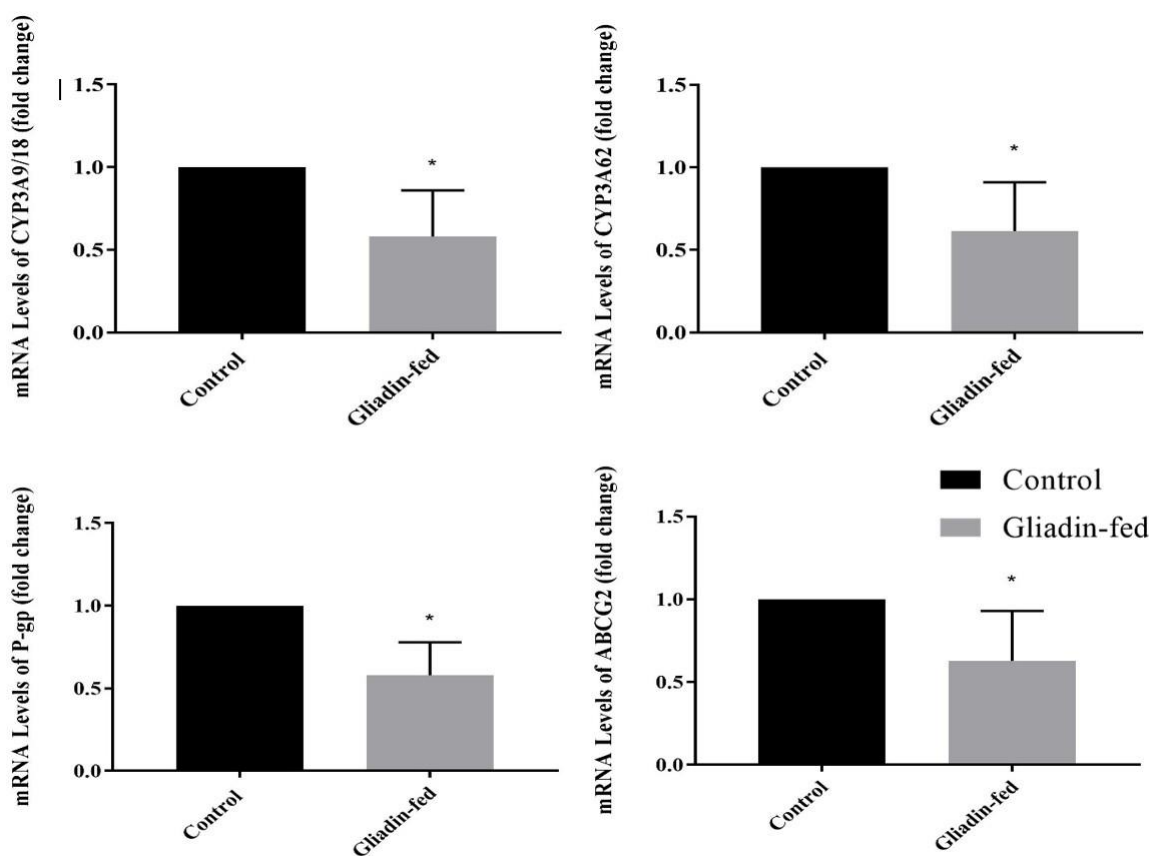 mRNA Levels of CYP3A9/18 (fold change)
1.5
1.0
0.5
0.0
*
Control
Gliadin-fed
mRNA Levels of CYP3A62 (fold change)
1.5
1.0
0.5
0.0
*
Control
Gliadin-fed
mRNA Levels of P-gp (fold change)
1.5
1.0
0.5
0.0
*
Control
Gliadin-fed
mRNA Levels of ABCG2 (fold change)
Control
Gliadin-fed
1.5
1.0
0.5
0.0
*
Control
Gliadin-fed